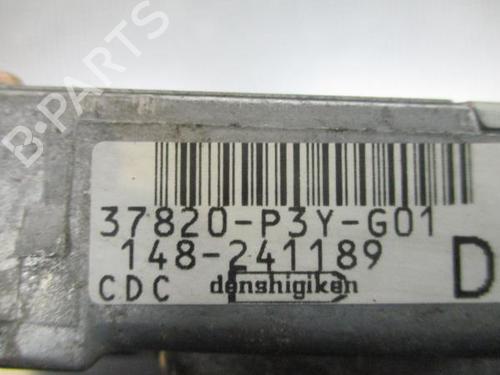 B-PARTS
37820-P3Y-G01
148-241189
CDC denshigiken D